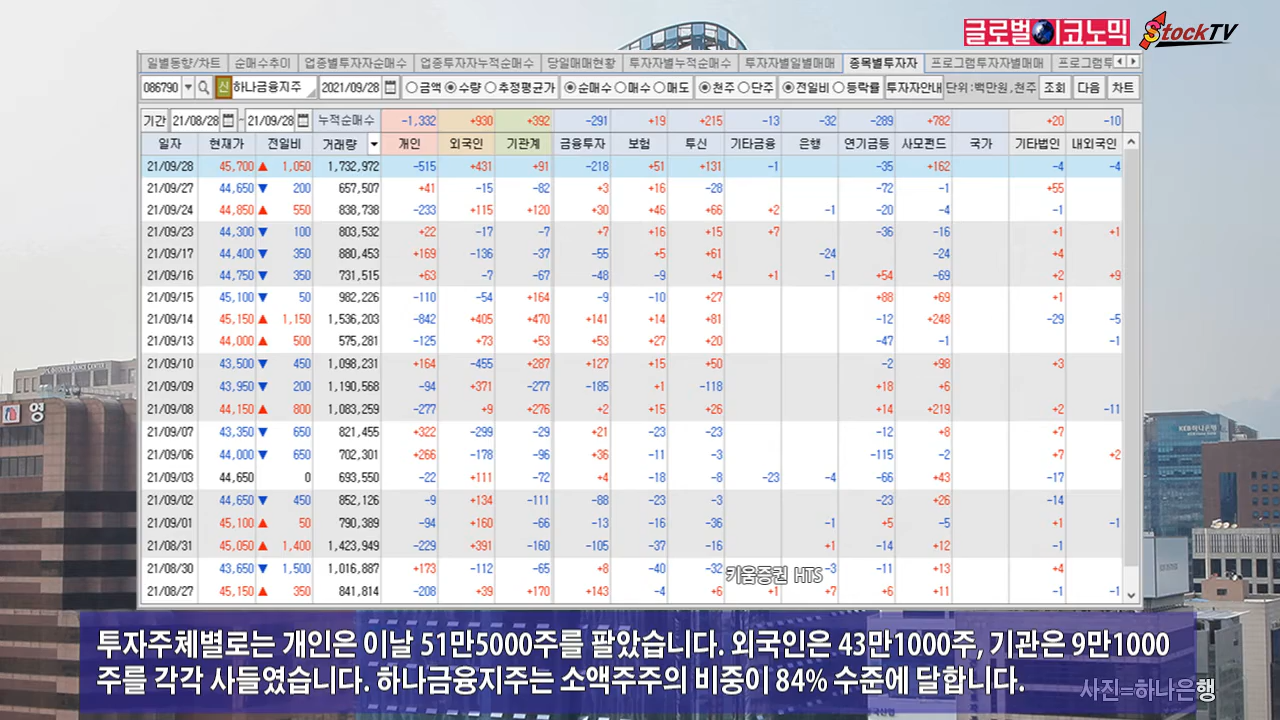 글로벌이코노믹 StockTV
일별동향/차트 순매수추이 업종별투자자순매수 업종투자자누적순매수 당일매매현황 투자자별누적순매수 투자자별일별매매 종목별투자자 프로그램투자자별매매 프로그램투
086790 신 하나금융지주 2021/09/28 금액 수량 추정평균가 순매수 매수 매도 천주 단주 전일비 등락률 투자자안내 단위:백만원,천주 조회 다음 차트
기간 21/08/28 - 21/09/28 누적순매수 -1,332 +930 +392 -291 +19 +215 -13 -32 -289 +782 +20 -10
일자 현재가 전일비 거래량 개인 외국인 기관계 금융투자 보험 투신 기타금융 은행 연기금등 사모펀드 국가 기타법인 내외국인
21/09/28 45,700 ▲ 1,050 1,732,972 -515 +431 +91 -218 +51 +131 -1 -35 +162 -4 -4
21/09/27 44,650 ▼ 200 657,507 +41 -15 -82 +3 +16 -28 -72 -1 +55
21/09/24 44,850 ▲ 550 838,738 -233 +115 +120 +30 +46 +66 +2 -1 -20 -4 -1
21/09/23 44,300 ▼ 100 803,532 +22 -17 -7 +7 +16 +15 +7 -36 -16 +1 +1
21/09/17 44,400 ▼ 350 880,453 +169 -136 -37 -55 +5 +61 -24 -24 +4
21/09/16 44,750 ▼ 350 731,515 +63 -7 -67 -48 -9 +4 +1 -1 +54 -69 +2 +9
21/09/15 45,100 ▼ 50 982,226 -110 -54 +164 -9 -10 +27 +88 +69 +1
21/09/14 45,150 ▲ 1,150 1,536,203 -842 +405 +470 +141 +14 +81 -12 +248 -29 -5
21/09/13 44,000 ▲ 500 575,281 -125 +73 +53 +53 +27 +20 -47 -1 -1
21/09/10 43,500 ▼ 450 1,098,231 +164 -455 +287 +127 +15 +50 -2 +98 +3
21/09/09 43,950 ▼ 200 1,190,568 -94 +371 -277 -185 +1 -118 +18 +6
21/09/08 44,150 ▲ 800 1,083,259 -277 +9 +276 +2 +15 +26 +14 +219 +2 -11
21/09/07 43,350 ▼ 650 821,455 +322 -299 -29 +21 -23 -23 -12 +8 +7
21/09/06 44,000 ▼ 650 702,301 +266 -178 -96 +36 -11 -3 -115 -2 +7 +2
21/09/03 44,650 0 693,550 -22 +111 -72 +4 -18 -8 -23 -4 -66 +43 -17
21/09/02 44,650 ▼ 450 852,126 -9 +134 -111 -88 -23 -3 -23 +26 -14
21/09/01 45,100 ▲ 50 790,389 -94 +160 -66 -13 -16 -36 -1 +5 -5 +1 -1
21/08/31 45,050 ▲ 1,400 1,423,949 -229 +391 -160 -105 -37 -16 +1 -14 +12 -1
21/08/30 43,650 ▼ 1,500 1,016,887 +173 -112 -65 +8 -40 -32 -3 -11 +13 +4
키움증권 HTS
21/08/27 45,150 ▲ 350 841,814 -208 +39 +170 +143 -4 +6 +1 +7 +6 +11 -1 -1
영
투자주체별로는 개인은 이날 51만5000주를 팔았습니다. 외국인은 43만1000주, 기관은 9만1000
주를 각각 사들였습니다. 하나금융지주는 소액주주의 비중이 84% 수준에 달합니다.
사진=하나은행